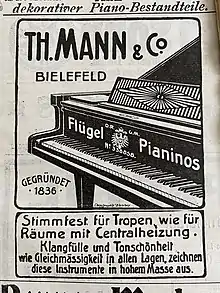 dekorativer Piano-Bestandteile.
TH. MANN & Co.
BIELEFELD
Flügel
D.R.G.M.
Pianinos
GEGRÜNDET
1836
Stimmfest für Tropen, wie für
Räume mit Centralheizung.
Klangfülle und Tonschönheit
wie Gleichmässigkeit in allen Lagen, zeichnen
diese Instrumente in hohem Masse aus.